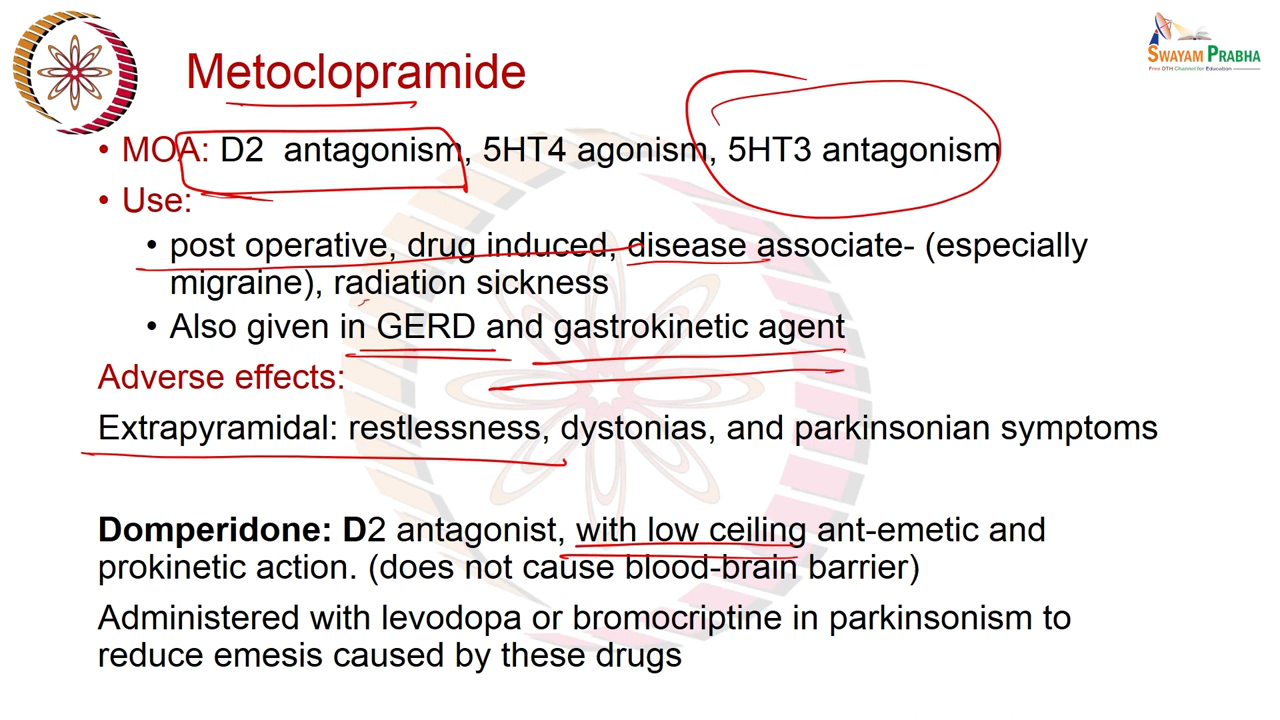 SWAYAM PRABHA
Free DTH Channel for Education
Metoclopramide
• MOA: D2 antagonism, 5HT4 agonism, 5HT3 antagonism
• Use:
• post operative, drug induced, disease associate- (especially
migraine), radiation sickness
• Also given in GERD and gastrokinetic agent
Adverse effects:
Extrapyramidal: restlessness, dystonias, and parkinsonian symptoms
Domperidone: D2 antagonist, with low ceiling ant-emetic and
prokinetic action. (does not cause blood-brain barrier)
Administered with levodopa or bromocriptine in parkinsonism to
reduce emesis caused by these drugs